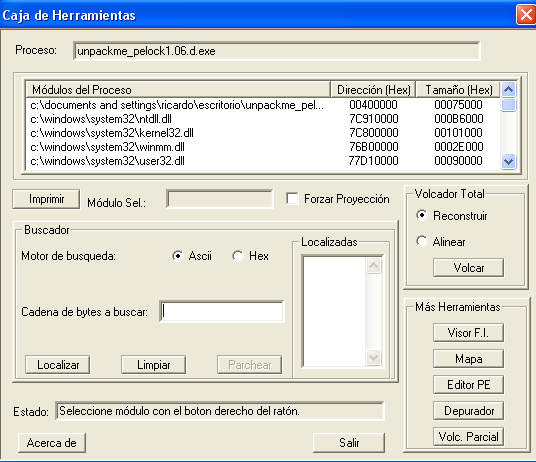 Caja de Herramientas
Proceso: unpackme_pelock1.06.d.exe
Módulos del Proceso Dirección (Hex) Tamaño (Hex)
c:\documents and settings\ricardo\escritorio\unpackme_pel... 00400000 00075000
c:\windows\system32\ntdll.dll 7C910000 000B6000
c:\windows\system32\kernel32.dll 7C800000 00101000
c:\windows\system32\winmm.dll 76B00000 0002E000
c:\windows\system32\user32.dll 77D10000 00090000
Imprimir Módulo Sel.: Forzar Proyección
Volcador Total
Reconstruir
Alinear
Volcar
Buscador
Motor de busqueda: Ascii Hex
Localizadas
Cadena de bytes a buscar:
Localizar Limpiar Parchear
Más Herramientas
Visor F.I.
Mapa
Editor PE
Depurador
Volc. Parcial
Estado: Seleccione módulo con el boton derecho del ratón.
Acerca de Salir